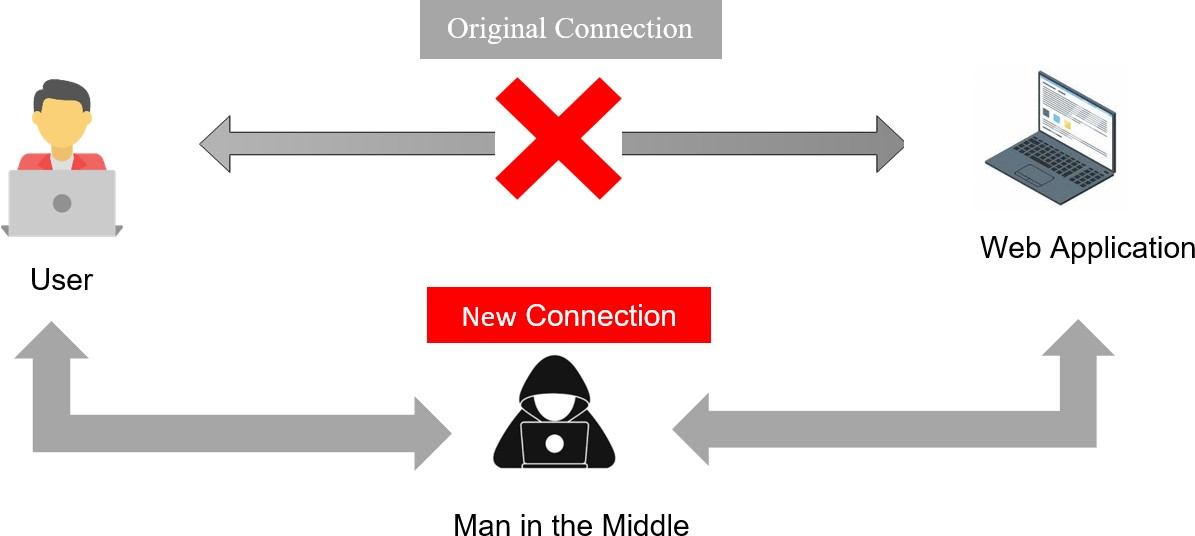 Original Connection
User
Web Application
New Connection
Man in the Middle